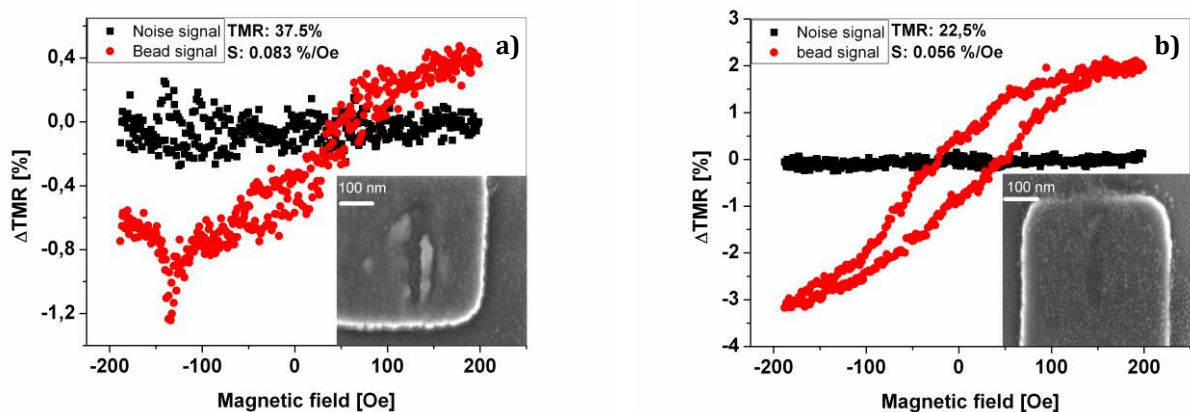 Noise signal TMR: 37.5%
Bead signal S: 0.083 %/Oe
a)
0,4
0,0
-0,4
-0,8
-1,2
ΔTMR [%]
100 nm
-200 -100 0 100 200
Magnetic field [Oe]
Noise signal TMR: 22,5%
bead signal S: 0.056 %/Oe
b)
3
2
1
0
-1
-2
-3
-4
ΔTMR [%]
100 nm
-200 -100 0 100 200
Magnetic field [Oe]